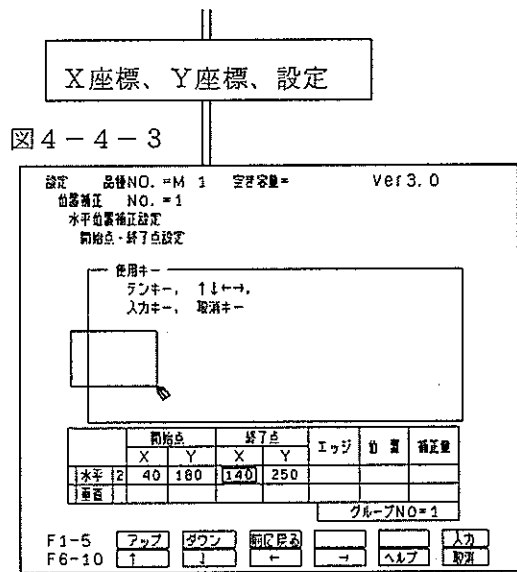 X座標、Y座標、設定
図4-4-3
設定 品種NO. =M 1 空き容量= Ver3.0
位置補正 NO. =1
水平位置補正設定
開始点・終了点設定
使用キー
テンキー, ↑↓←→,
入力キー, 取消キー
開始点 終了点 エッジ 位置 補正量
X Y X Y
水平 2 40 180 140 250
垂直
グループNO=1
F1-5 アップ ダウン 前に戻る 入力
F6-10 ↑ ↓ ← → ヘルプ 取消